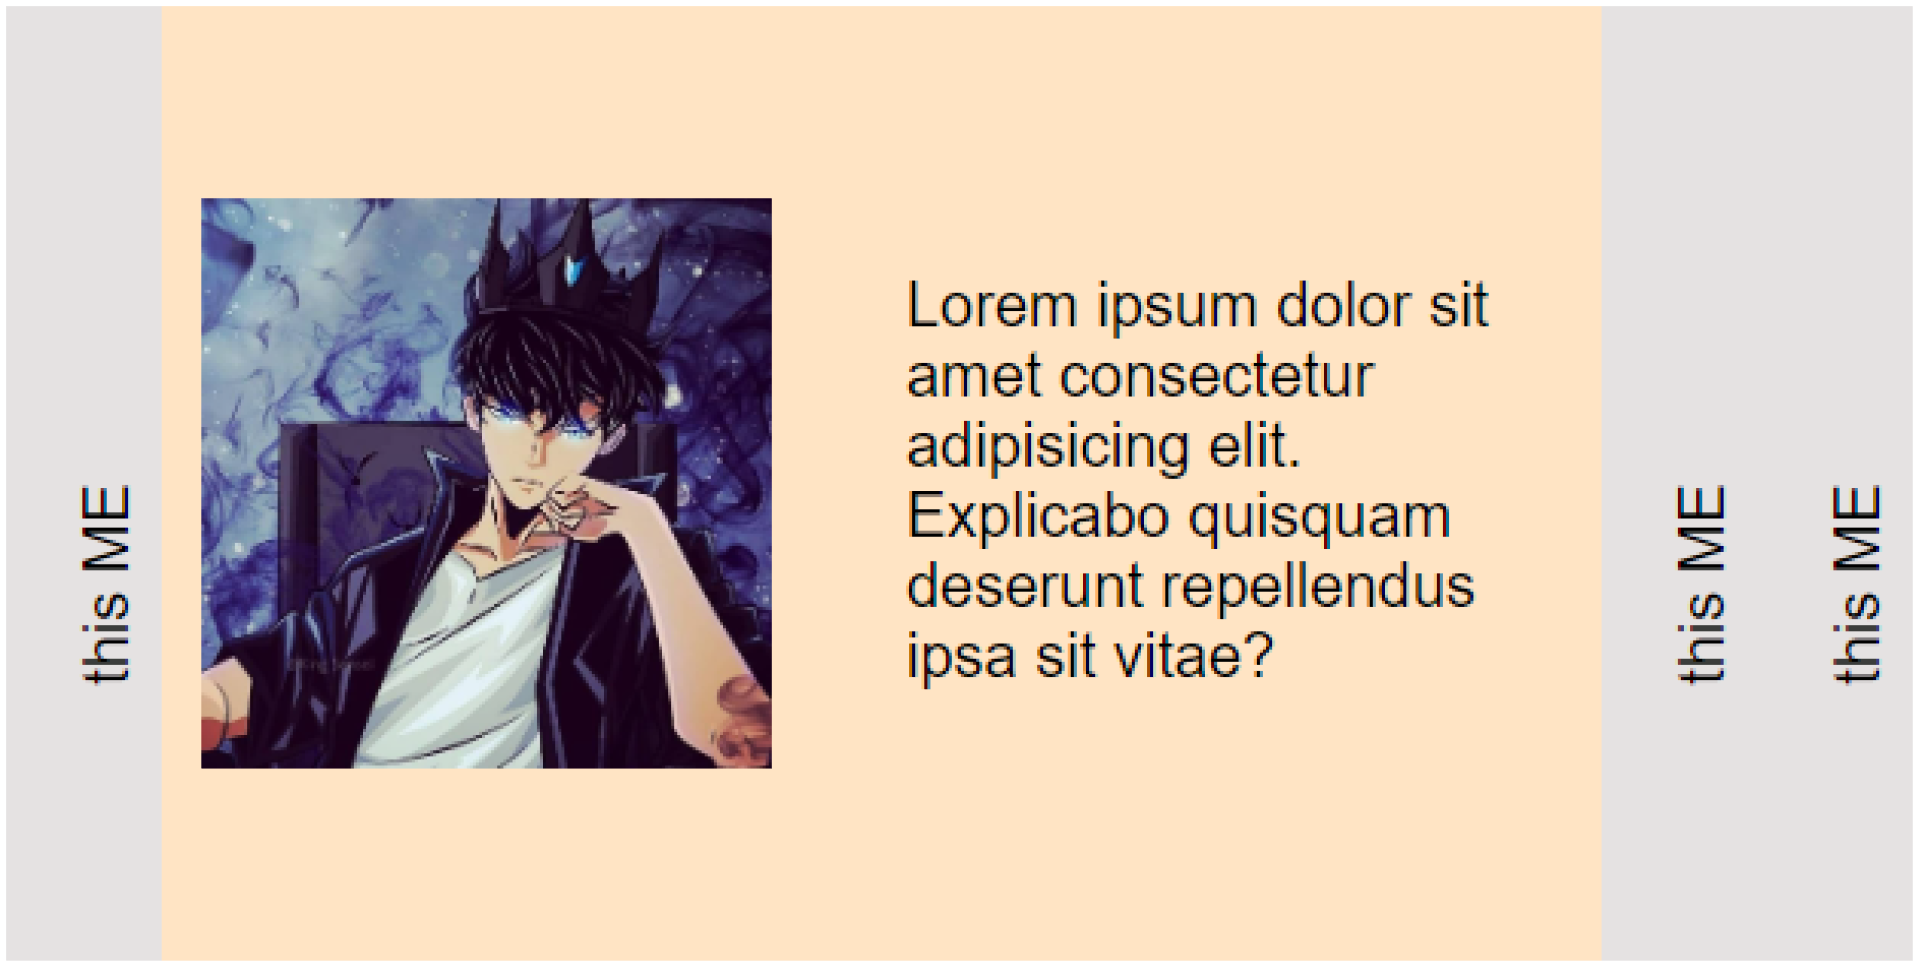 this ME
Lorem ipsum dolor sit
amet consectetur
adipisicing elit.
Explicabo quisquam
deserunt repellendus
ipsa sit vitae?
this ME
this ME